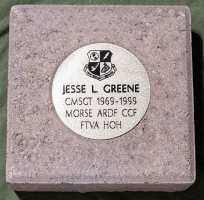 JESSE L. GREENE
CMSGT 1969-1999
MORSE ARDF CCF
FTVA HOH